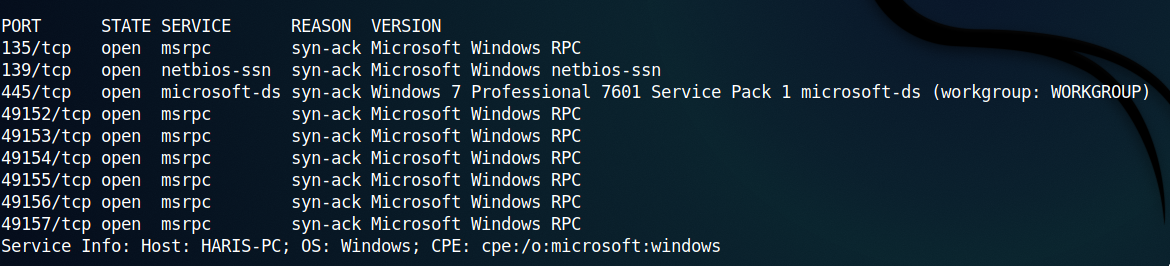 PORT      STATE SERVICE      REASON  VERSION
135/tcp   open  msrpc        syn-ack Microsoft Windows RPC
139/tcp   open  netbios-ssn  syn-ack Microsoft Windows netbios-ssn
445/tcp   open  microsoft-ds syn-ack Windows 7 Professional 7601 Service Pack 1 microsoft-ds (workgroup: WORKGROUP)
49152/tcp open  msrpc        syn-ack Microsoft Windows RPC
49153/tcp open  msrpc        syn-ack Microsoft Windows RPC
49154/tcp open  msrpc        syn-ack Microsoft Windows RPC
49155/tcp open  msrpc        syn-ack Microsoft Windows RPC
49156/tcp open  msrpc        syn-ack Microsoft Windows RPC
49157/tcp open  msrpc        syn-ack Microsoft Windows RPC
Service Info: Host: HARIS-PC; OS: Windows; CPE: cpe:/o:microsoft:windows